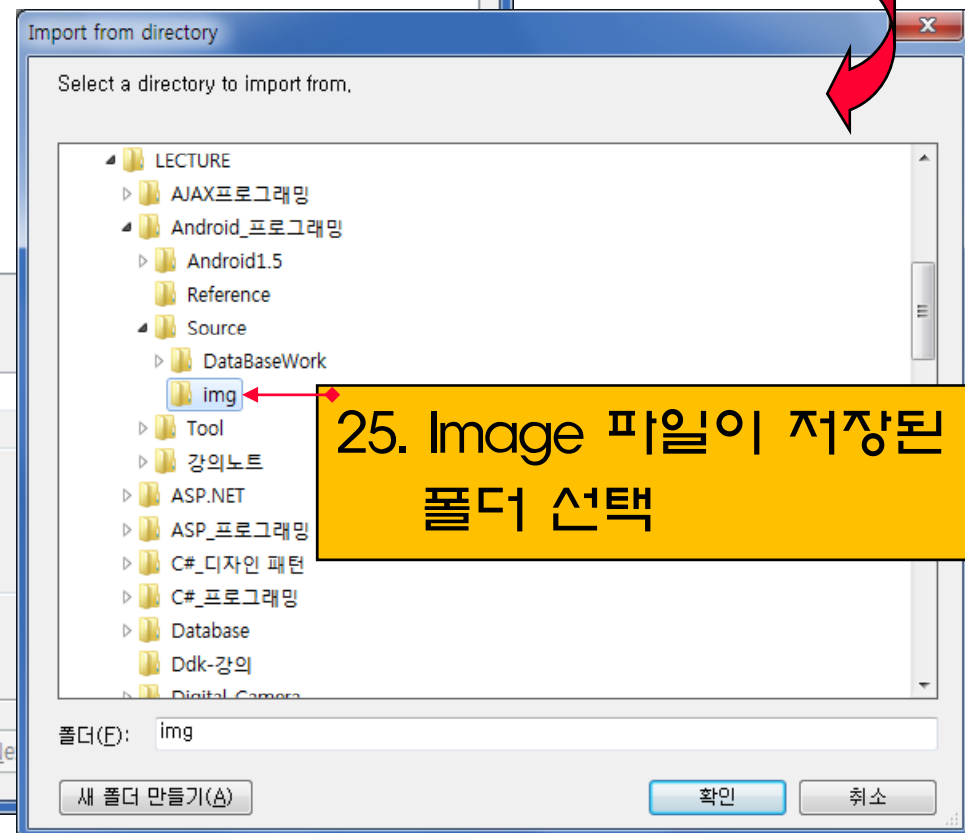 Import from directory
Select a directory to import from,
LECTURE
AJAX프로그래밍
Android_프로그래밍
Android1.5
Reference
Source
DataBaseWork
img
25. Image 파일이 저장된
폴더 선택
Tool
강의노트
ASP.NET
ASP_프로그래밍
C#_디자인 패턴
C#_프로그래밍
Database
Ddk-강의
Digital_Camera
폴더(F): img
새 폴더 만들기(A) 확인 취소